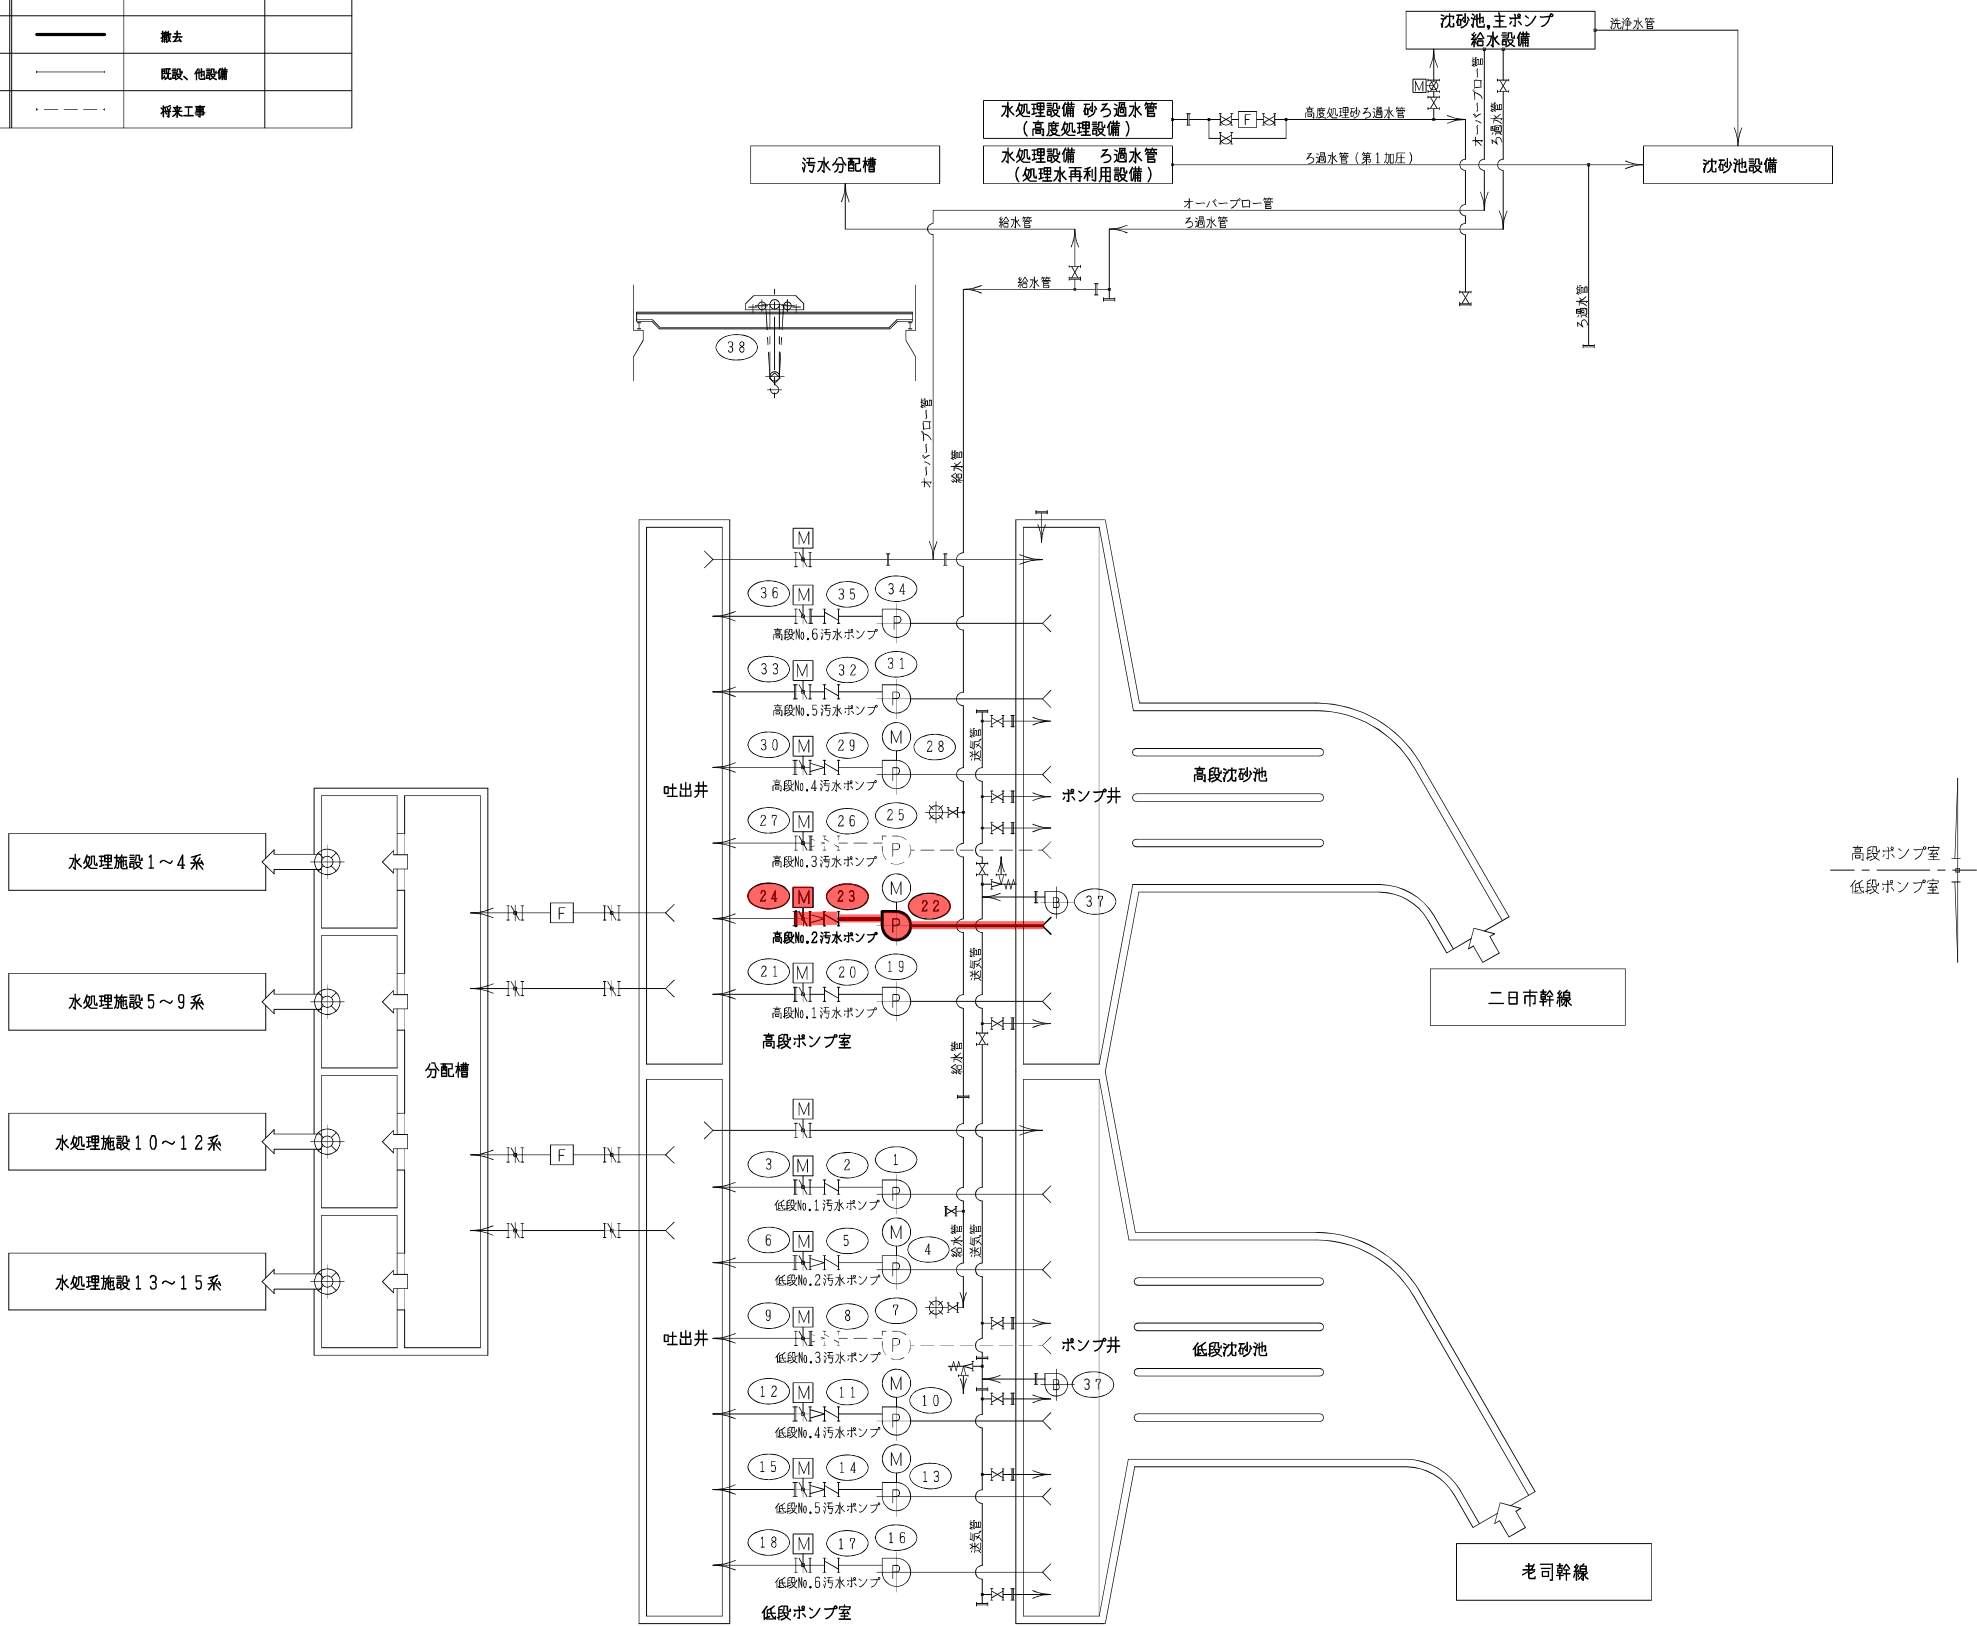 撤去
既設、他設備
将来工事
沈砂池,主ポンプ
給水設備
洗浄水管
オーバーブロー管
ろ過水管
M
水処理設備 砂ろ過水管
(高度処理設備)
F
高度処理砂ろ過水管
水処理設備 ろ過水管
(処理水再利用設備)
ろ過水管(第1加圧)
沈砂池設備
汚水分配槽
オーバーブロー管
給水管
ろ過水管
給水管
ろ過水管
38
オーバーブロー管
給水管
M
36
M
35
34
P
高段No.6汚水ポンプ
33
M
32
31
P
高段No.5汚水ポンプ
30
M
29
M
28
P
高段No.4汚水ポンプ
送気管
吐出井
ポンプ井
高段沈砂池
27
M
26
25
P
高段No.3汚水ポンプ
24
M
23
M
22
P
高段No.2汚水ポンプ
B
37
送気管
21
M
20
19
P
高段No.1汚水ポンプ
高段ポンプ室
給水管
高段ポンプ室
低段ポンプ室
二日市幹線
水処理施設1~4系
水処理施設5~9系
水処理施設10~12系
水処理施設13~15系
分配槽
F
F
M
3
M
2
1
P
低段No.1汚水ポンプ
6
M
5
M
4
P
低段No.2汚水ポンプ
給水管
送気管
9
M
8
7
P
低段No.3汚水ポンプ
吐出井
ポンプ井
低段沈砂池
B
37
12
M
11
M
10
P
低段No.4汚水ポンプ
15
M
14
M
13
P
低段No.5汚水ポンプ
送気管
18
M
17
16
P
低段No.6汚水ポンプ
低段ポンプ室
老司幹線